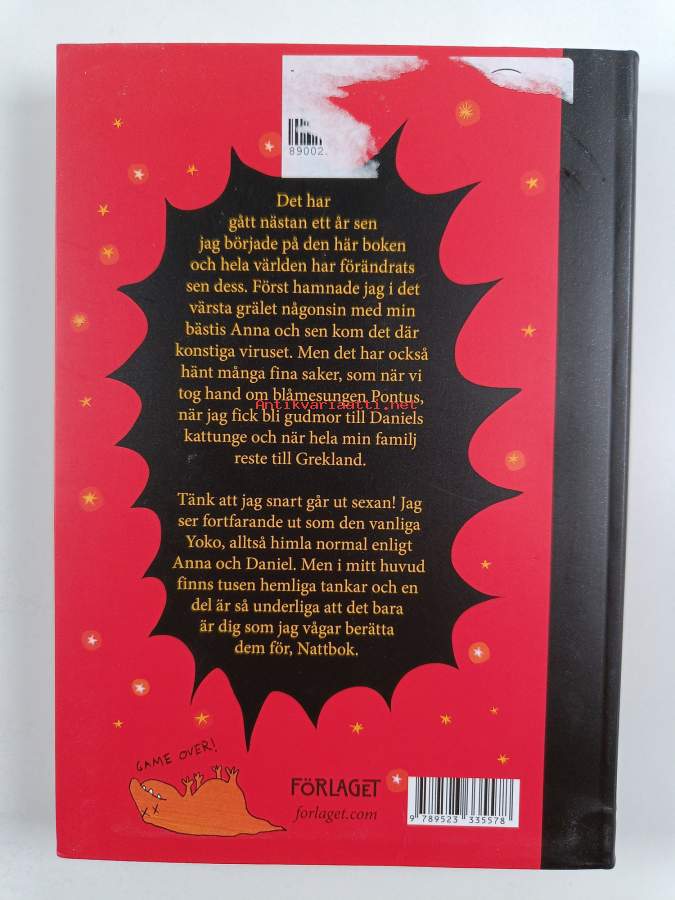 89002.
Det har
gått nästan ett år sen
jag började på den här boken
och hela världen har förändrats
sen dess. Först hamnade jag i det
värsta grälet någonsin med min
bästis Anna och sen kom det där
konstiga viruset. Men det har också
hänt många fina saker, som när vi
tog hand om blåmesungen Pontus,
Antikvariaatti.net
när jag fick bli gudmor till Daniels
kattunge och när hela min familj
reste till Grekland.
Tänk att jag snart går ut sexan! Jag
ser fortfarande ut som den vanliga
Yoko, alltså himla normal enligt
Anna och Daniel. Men i mitt huvud
finns tusen hemliga tankar och en
del är så underliga att det bara
är dig som jag vågar berätta
dem för, Nattbok.
GAME OVER!
FÖRLAGET
forlaget.com
9 789523 335578